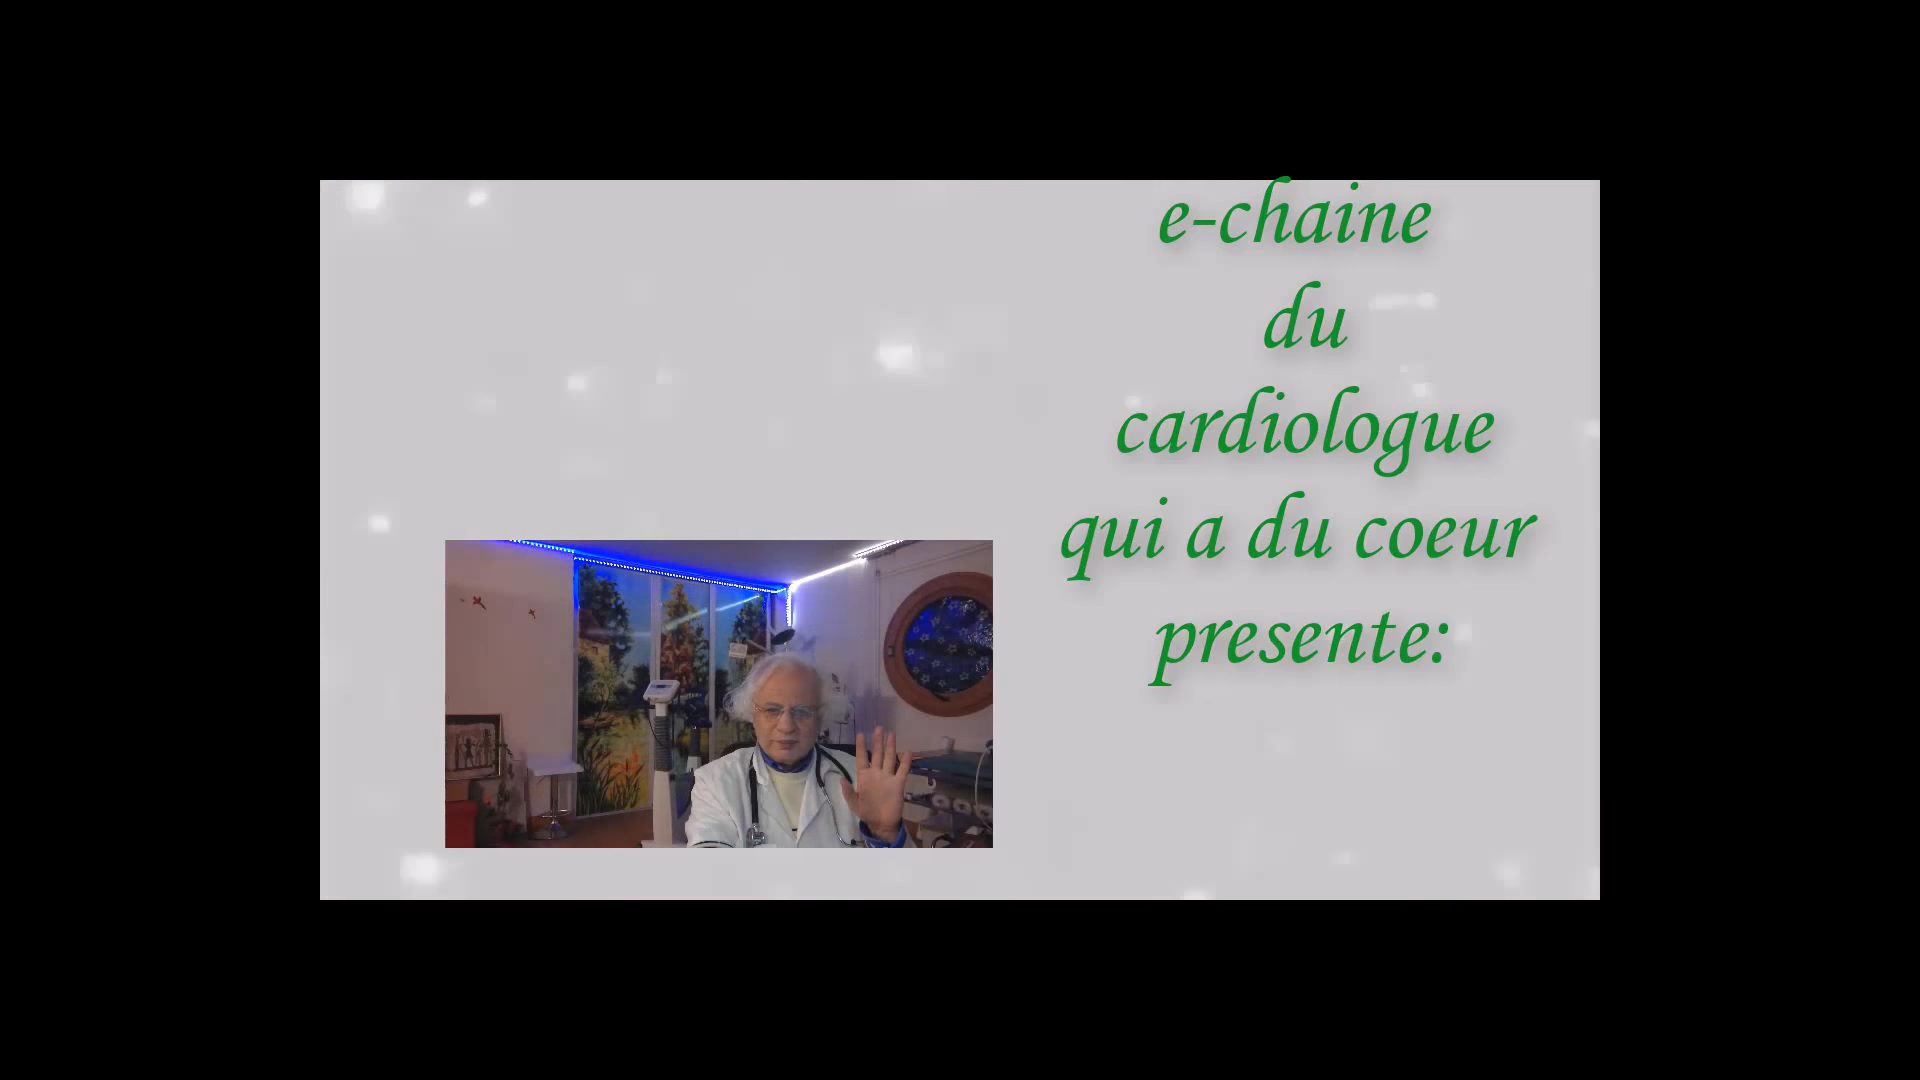 e-chaine
du
cardiologue
qui a du coeur
presente: